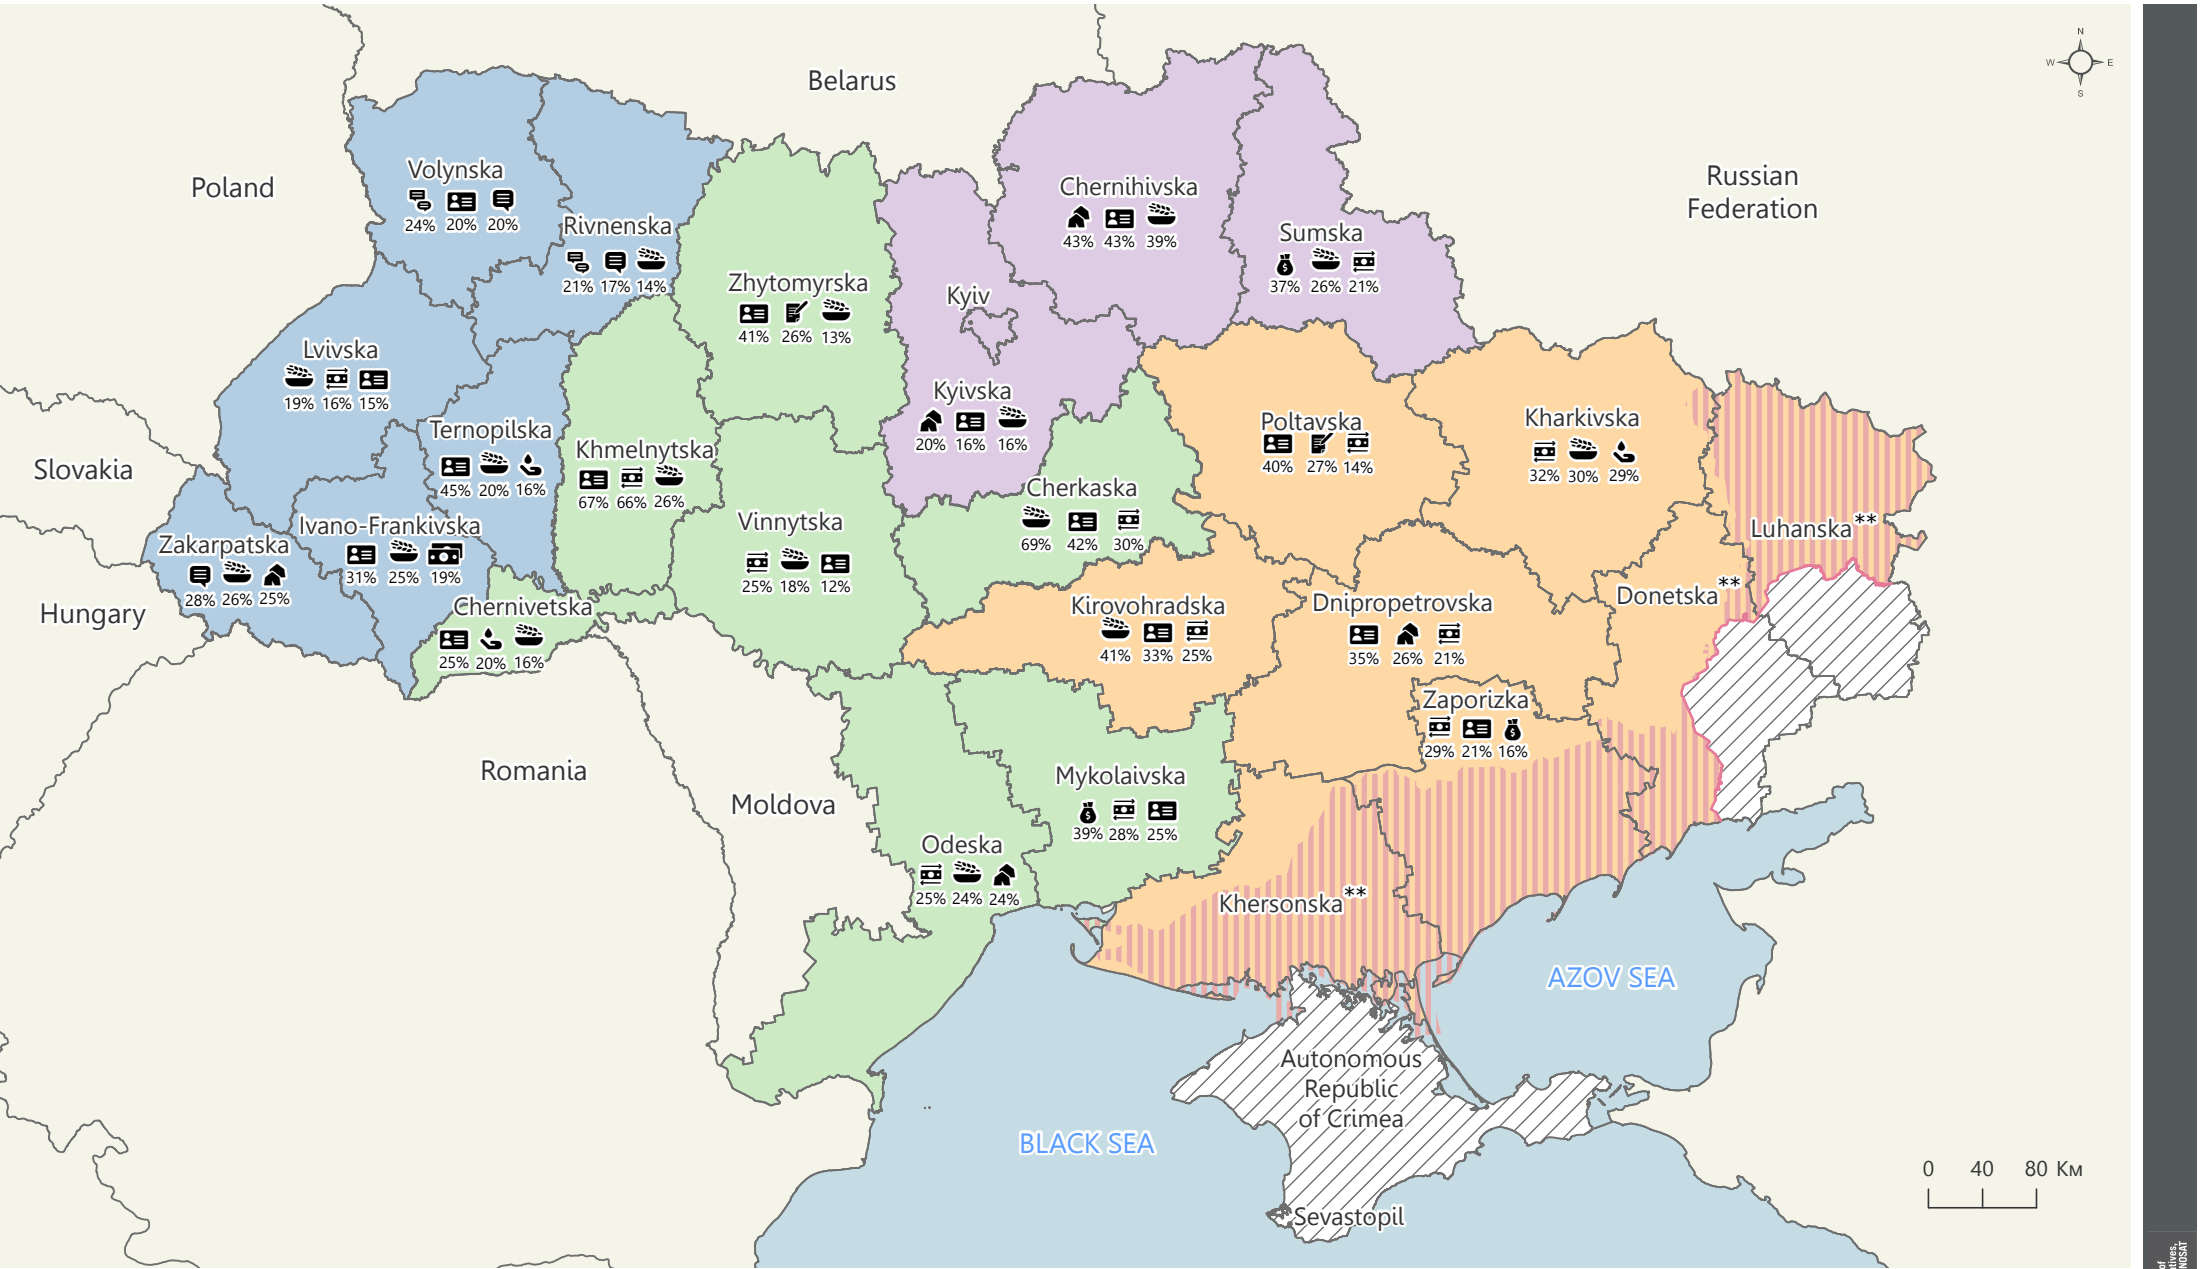 N
W
E
S
Belarus
Poland
Russian
Federation
Volynska
24% 20% 20%
Rivnenska
21% 17% 14%
Chernihivska
43% 43% 39%
Sumska
37% 26% 21%
Zhytomyrska
41% 26% 13%
Kyiv
Lvivska
19% 16% 15%
Kyivska
20% 16% 16%
Ternopilska
45% 20% 16%
Khmelnytska
67% 66% 26%
Poltavska
40% 27% 14%
Kharkivska
32% 30% 29%
Slovakia
Cherkaska
69% 42% 30%
Vinnytska
25% 18% 12%
Luhanska**
Ivano-Frankivska
31% 25% 19%
Zakarpatska
28% 26% 25%
Hungary
Chernivetska
25% 20% 16%
Kirovohradska
41% 33% 25%
Dnipropetrovska
35% 26% 21%
Donetska**
Zaporizka
29% 21% 16%
Romania
Moldova
Mykolaivska
39% 28% 25%
Odeska
25% 24% 24%
Khersonska**
AZOV SEA
Autonomous
Republic
of Crimea
BLACK SEA
Sevastopil
0 40 80 Км
of
NOSAT